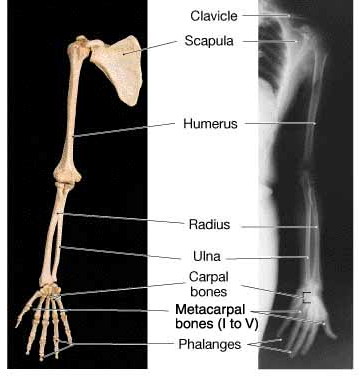 Clavicle
Scapula
Humerus
Radius
Ulna
Carpal
bones
Metacarpal
bones (I to V)
Phalanges